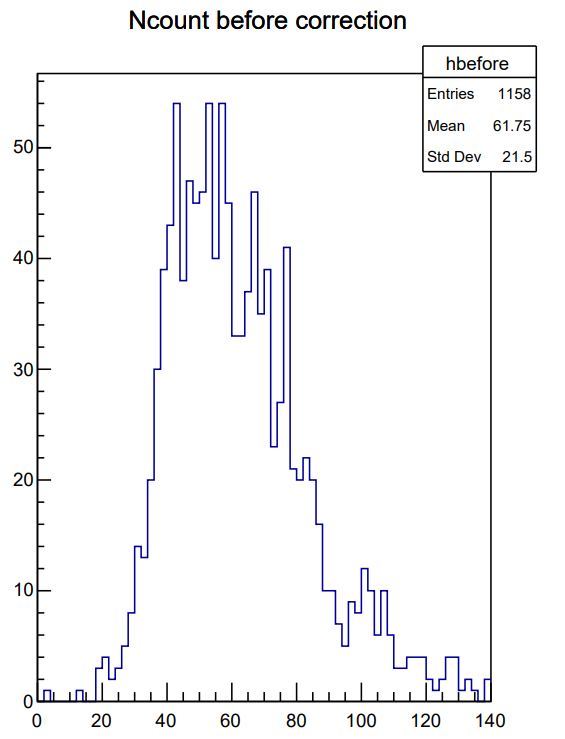 Ncount before correction
hbefore
Entries 1158
Mean 61.75
Std Dev 21.5
50
40
30
20
10
0
0 20 40 60 80 100 120 140